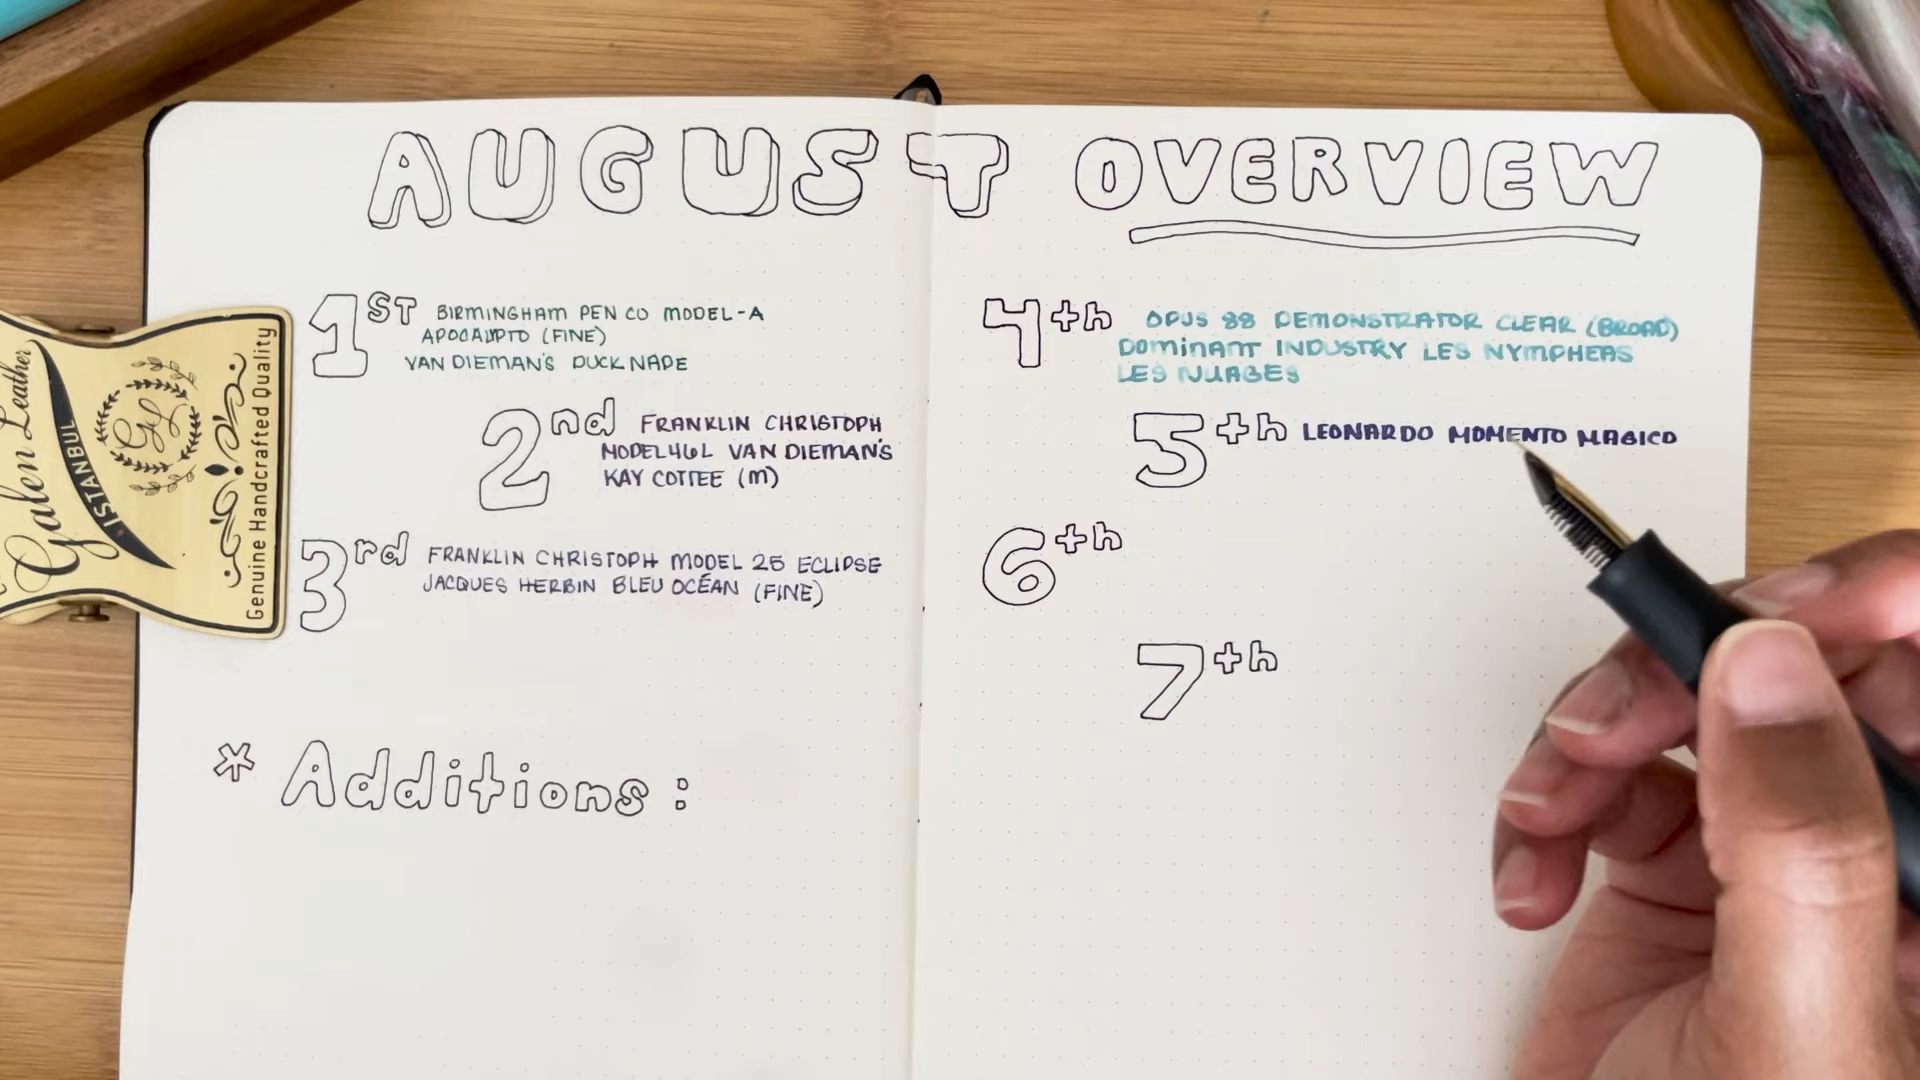 AUGUST OVERVIEW
1ST BIRMINGHAM PEN CO MODEL-A
APOCALYPTO (FINE)
VAN DIEMAN'S DUCK NAPE
2nd FRANKLIN CHRISTOPH
MODEL46L VAN DIEMAN'S
KAY COTTEE (M)
3rd FRANKLIN CHRISTOPH MODEL 25 ECLIPSE
JACQUES HERBIN BLEU OCÉAN (FINE)
* Additions:
4th OPUS 88 DEMONSTRATOR CLEAR (BROAD)
DOMINANT INDUSTRY LES NYMPHEAS
LES NUAGES
5th LEONARDO MOMENTO MAGICO
6th
7th
Galen Leather
ISTANBUL
GL
Genuine Handcrafted Quality